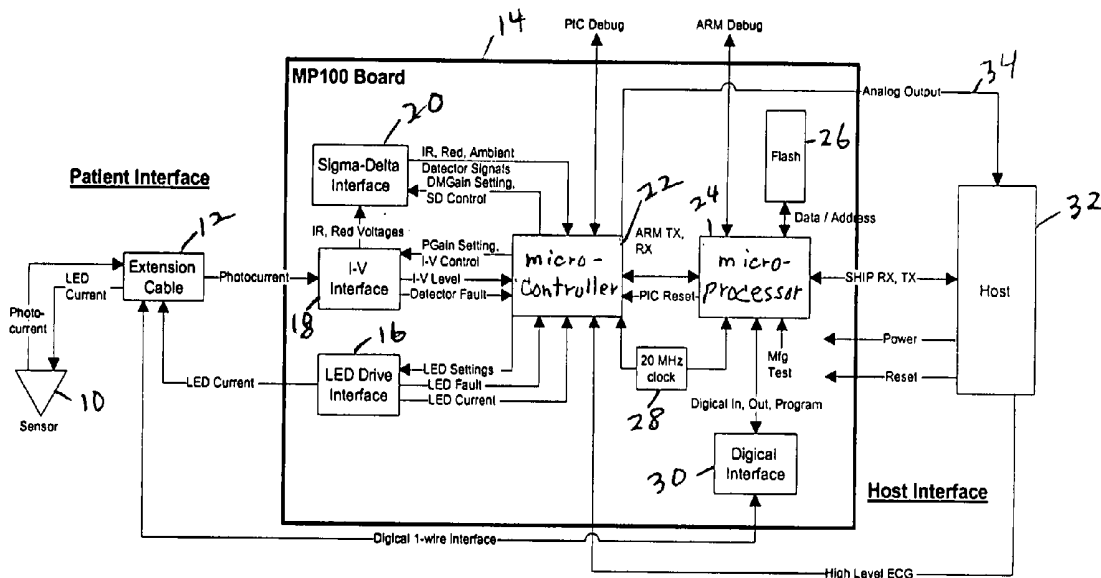 14
PIC Debug
ARM Debug
MP100 Board
34
Analog Output
20
26
Flash
IR, Red, Ambient
Sigma-Delta
Interface
Detector Signals
DMGain Setting,
SD Control
Patient Interface
22
24
32
12
Data / Address
IR, Red Voltages
ARM TX,
RX
PGain Setting,
I-V Control
LED
Current
Extension
Cable
Photocurrent
I-V
Interface
I-V Level
Detector Fault
micro-
Controller
micro-
processor
SHIP RX, TX
Host
PIC Reset
18
Photo-
current
16
Power
LED Settings
20 MHz
clock
Mfg
Test
LED Current
LED Drive
Interface
LED Fault
LED Current
Reset
10
Sensor
28
Digical In, Out, Program
30
Digical
Interface
Host Interface
Digical 1-wire Interface
High Level ECG